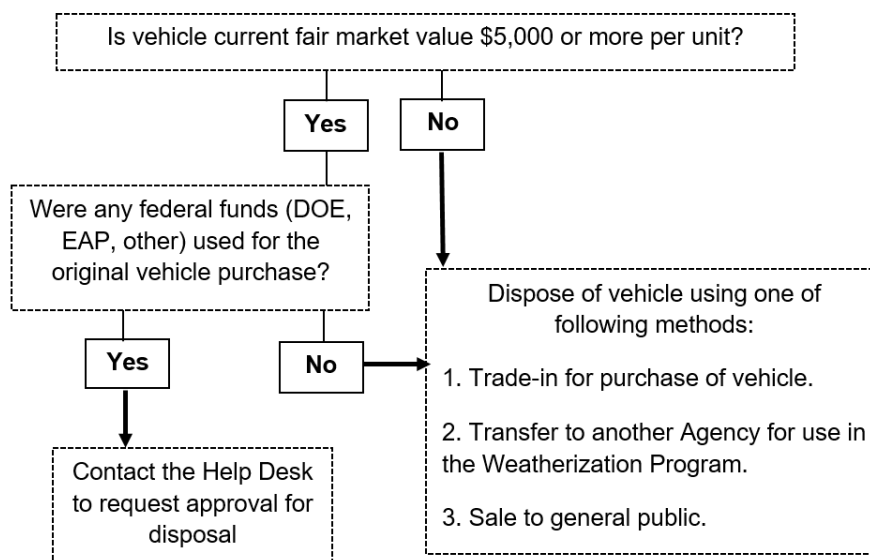 Is vehicle current fair market value $5,000 or more per unit?
Yes
No
Were any federal funds (DOE,
EAP, other) used for the
original vehicle purchase?
Yes
No
Contact the Help Desk
to request approval for
disposal
Dispose of vehicle using one of
following methods:
1. Trade-in for purchase of vehicle.
2. Transfer to another Agency for use in
the Weatherization Program.
3. Sale to general public.